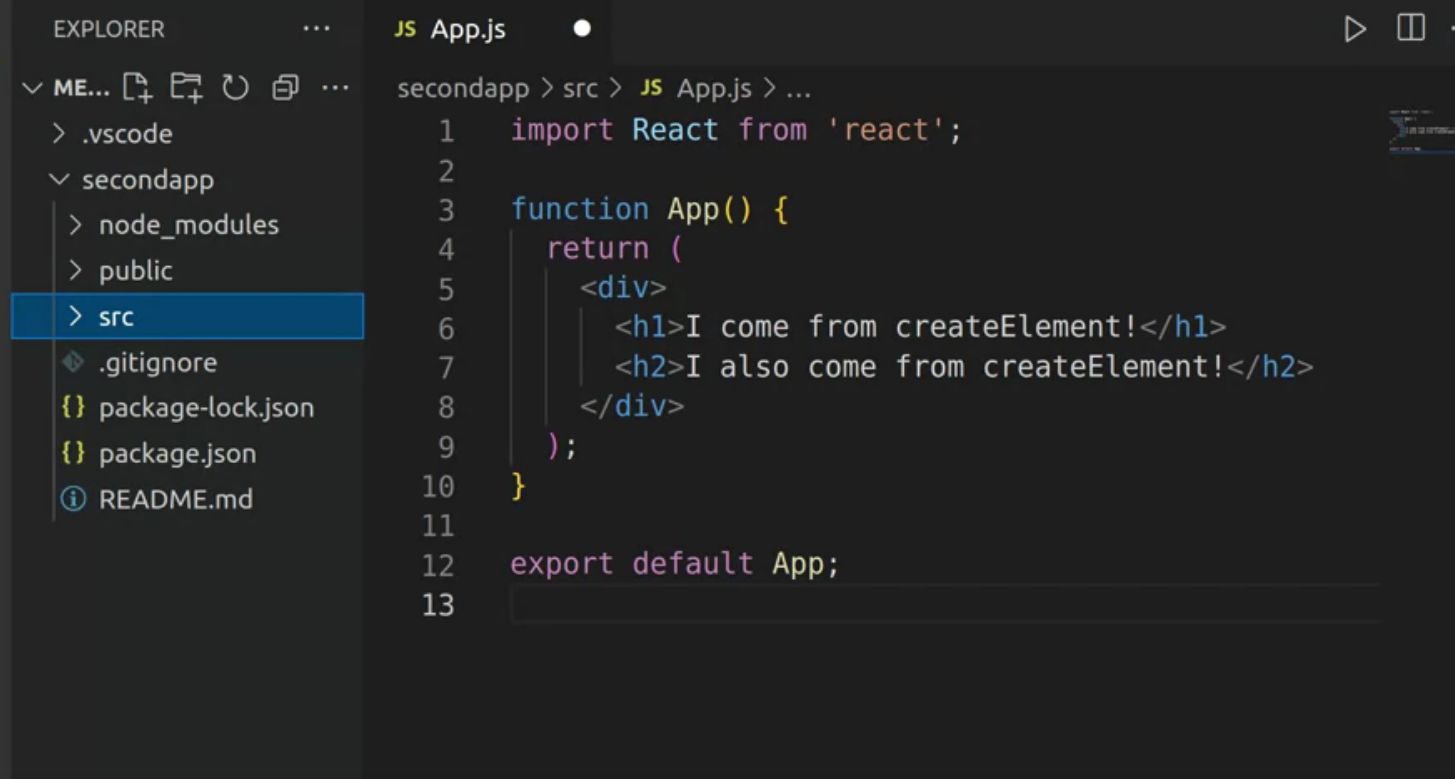 EXPLORER ...
JS App.js
ME... ...
secondapp > src > JS App.js > ...
.vscode
secondapp
node_modules
public
src
.gitignore
{} package-lock.json
{} package.json
README.md
1 import React from 'react';
2
3 function App() {
4 return (
5 <div>
6 <h1>I come from createElement!</h1>
7 <h2>I also come from createElement!</h2>
8 </div>
9 );
10 }
11
12 export default App;
13